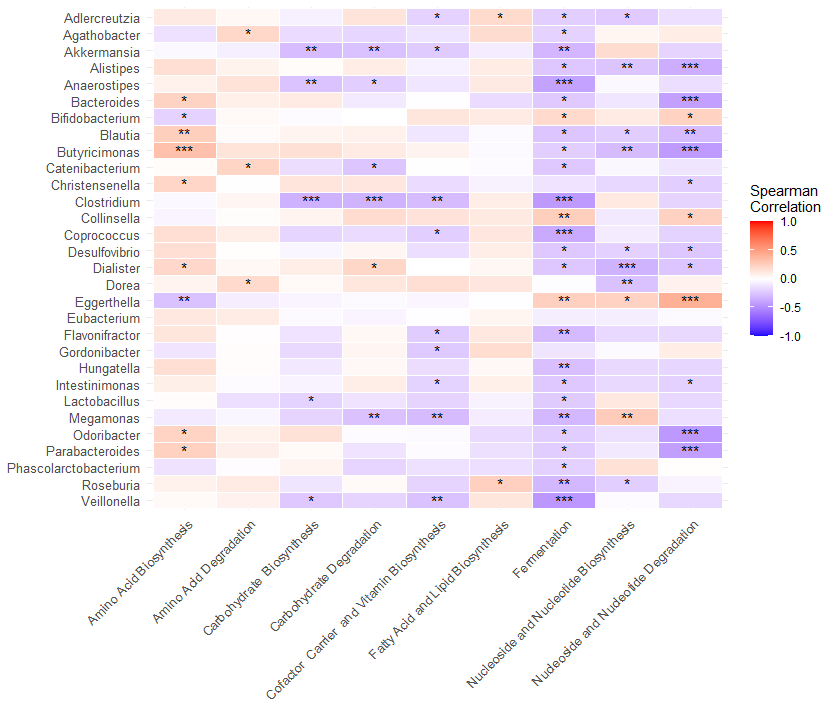 Adlercreutzia * * * *
Agathobacter * *
Akkermansia ** ** * **
Alistipes * ** ***
Anaerostipes ** * ***
Bacteroides * * ***
Bifidobacterium * * *
Blautia ** * * **
Butyricimonas *** * ** ***
Catenibacterium * * *
Christensenella * *
Clostridium *** *** ** ***
Collinsella ** *
Coprococcus * ***
Desulfovibrio * * *
Dialister * * * *** *
Dorea * **
Eggerthella ** ** * ***
Eubacterium
Flavonifractor * **
Gordonibacter *
Hungatella **
Intestinimonas * * *
Lactobacillus * *
Megamonas ** ** ** **
Odoribacter * * ***
Parabacteroides * * ***
Phascolarctobacterium *
Roseburia * ** *
Veillonella * ** ***
Amino Acid Biosynthesis
Amino Acid Degradation
Carbohydrate Biosynthesis
Carbohydrate Degradation
Cofactor Carrier and Vitamin Biosynthesis
Fatty Acid and Lipid Biosynthesis
Fermentation
Nucleoside and Nucleotide Biosynthesis
Nucleoside and Nucleotide Degradation
Spearman
Correlation
1.0
0.5
0.0
-0.5
-1.0